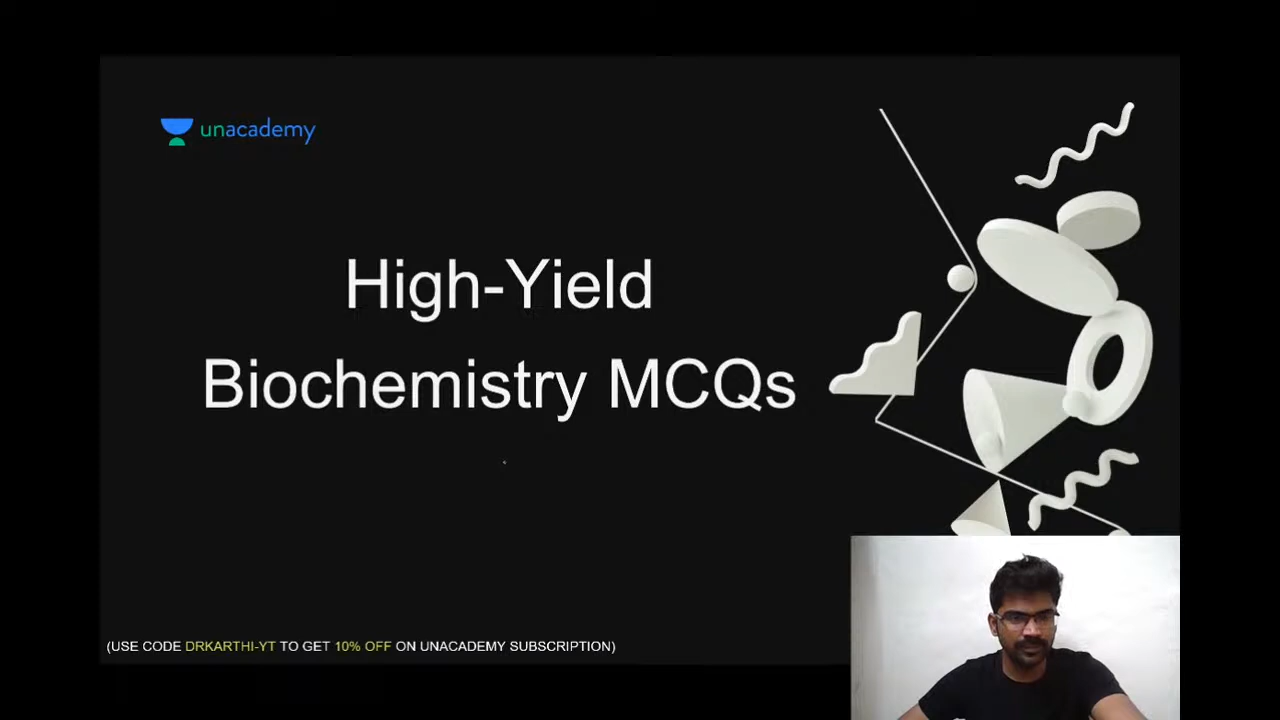 unacademy
High-Yield
Biochemistry MCQs
(USE CODE DRKARTHI-YT TO GET 10% OFF ON UNACADEMY SUBSCRIPTION)